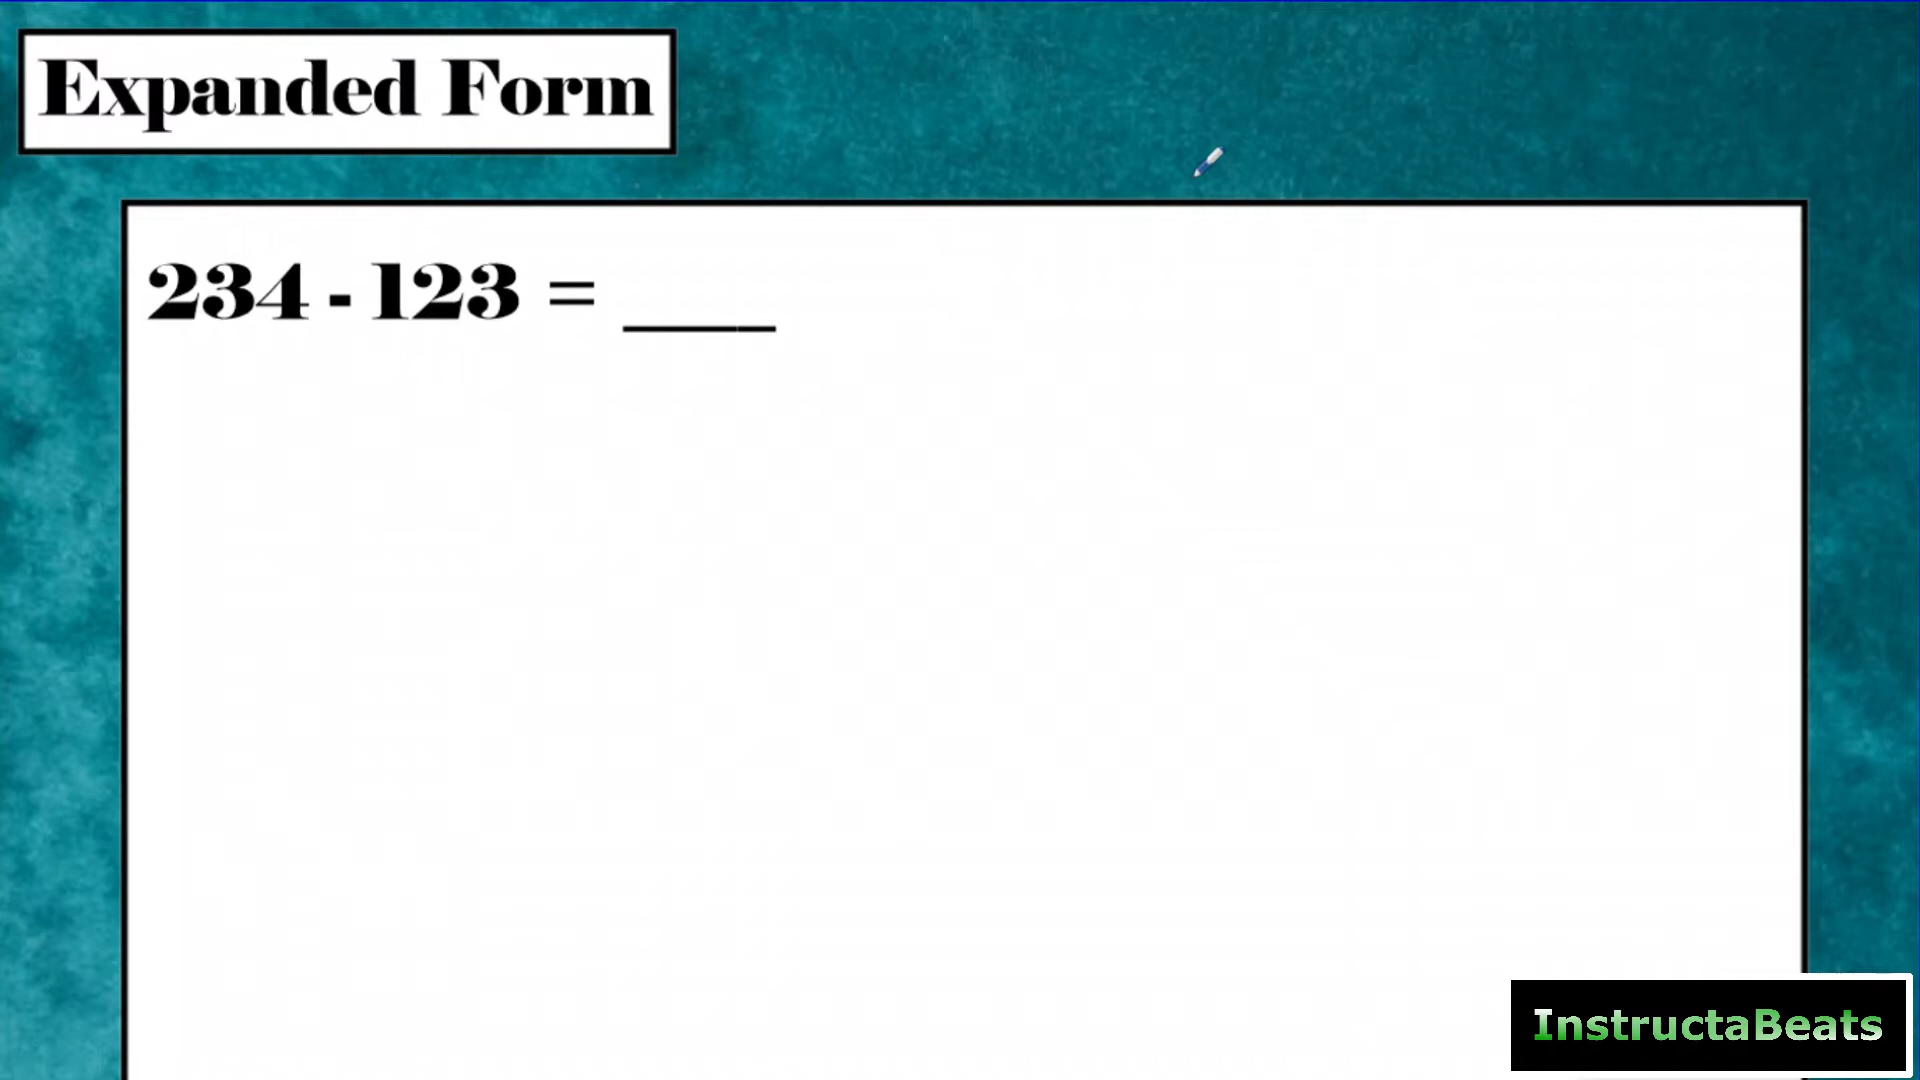 Expanded Form
234 - 123 = ____
InstructaBeats